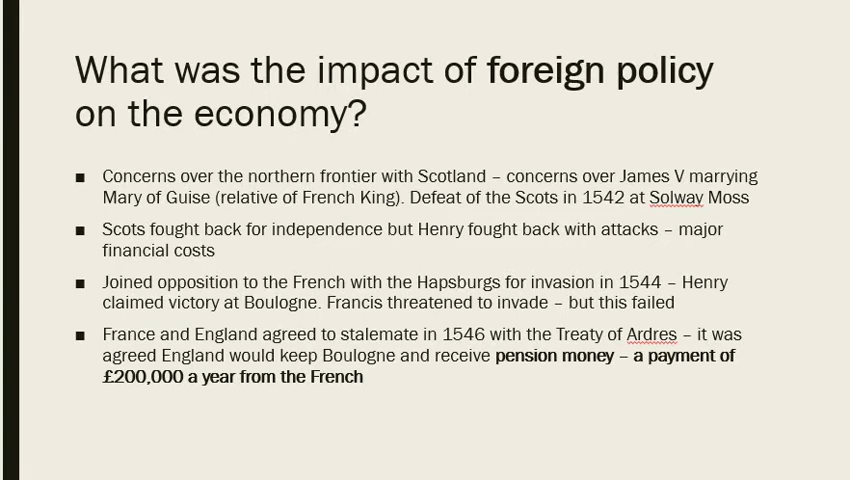 What was the impact of foreign policy
on the economy?
■ Concerns over the northern frontier with Scotland – concerns over James V marrying
Mary of Guise (relative of French King). Defeat of the Scots in 1542 at Solway Moss
■ Scots fought back for independence but Henry fought back with attacks – major
financial costs
■ Joined opposition to the French with the Hapsburgs for invasion in 1544 – Henry
claimed victory at Boulogne. Francis threatened to invade – but this failed
■ France and England agreed to stalemate in 1546 with the Treaty of Ardres – it was
agreed England would keep Boulogne and receive pension money – a payment of
£200,000 a year from the French